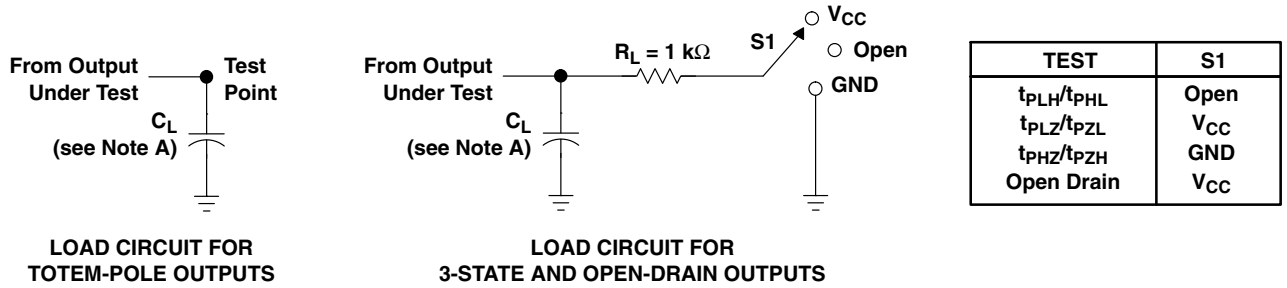 From Output
Under Test
Test
Point
C_L
(see Note A)
LOAD CIRCUIT FOR
TOTEM-POLE OUTPUTS
From Output
Under Test
R_L = 1 kΩ
S1
V_CC
Open
GND
C_L
(see Note A)
LOAD CIRCUIT FOR
3-STATE AND OPEN-DRAIN OUTPUTS
TEST S1
t_PLH/t_PHL Open
t_PLZ/t_PZL V_CC
t_PHZ/t_PZH GND
Open Drain V_CC